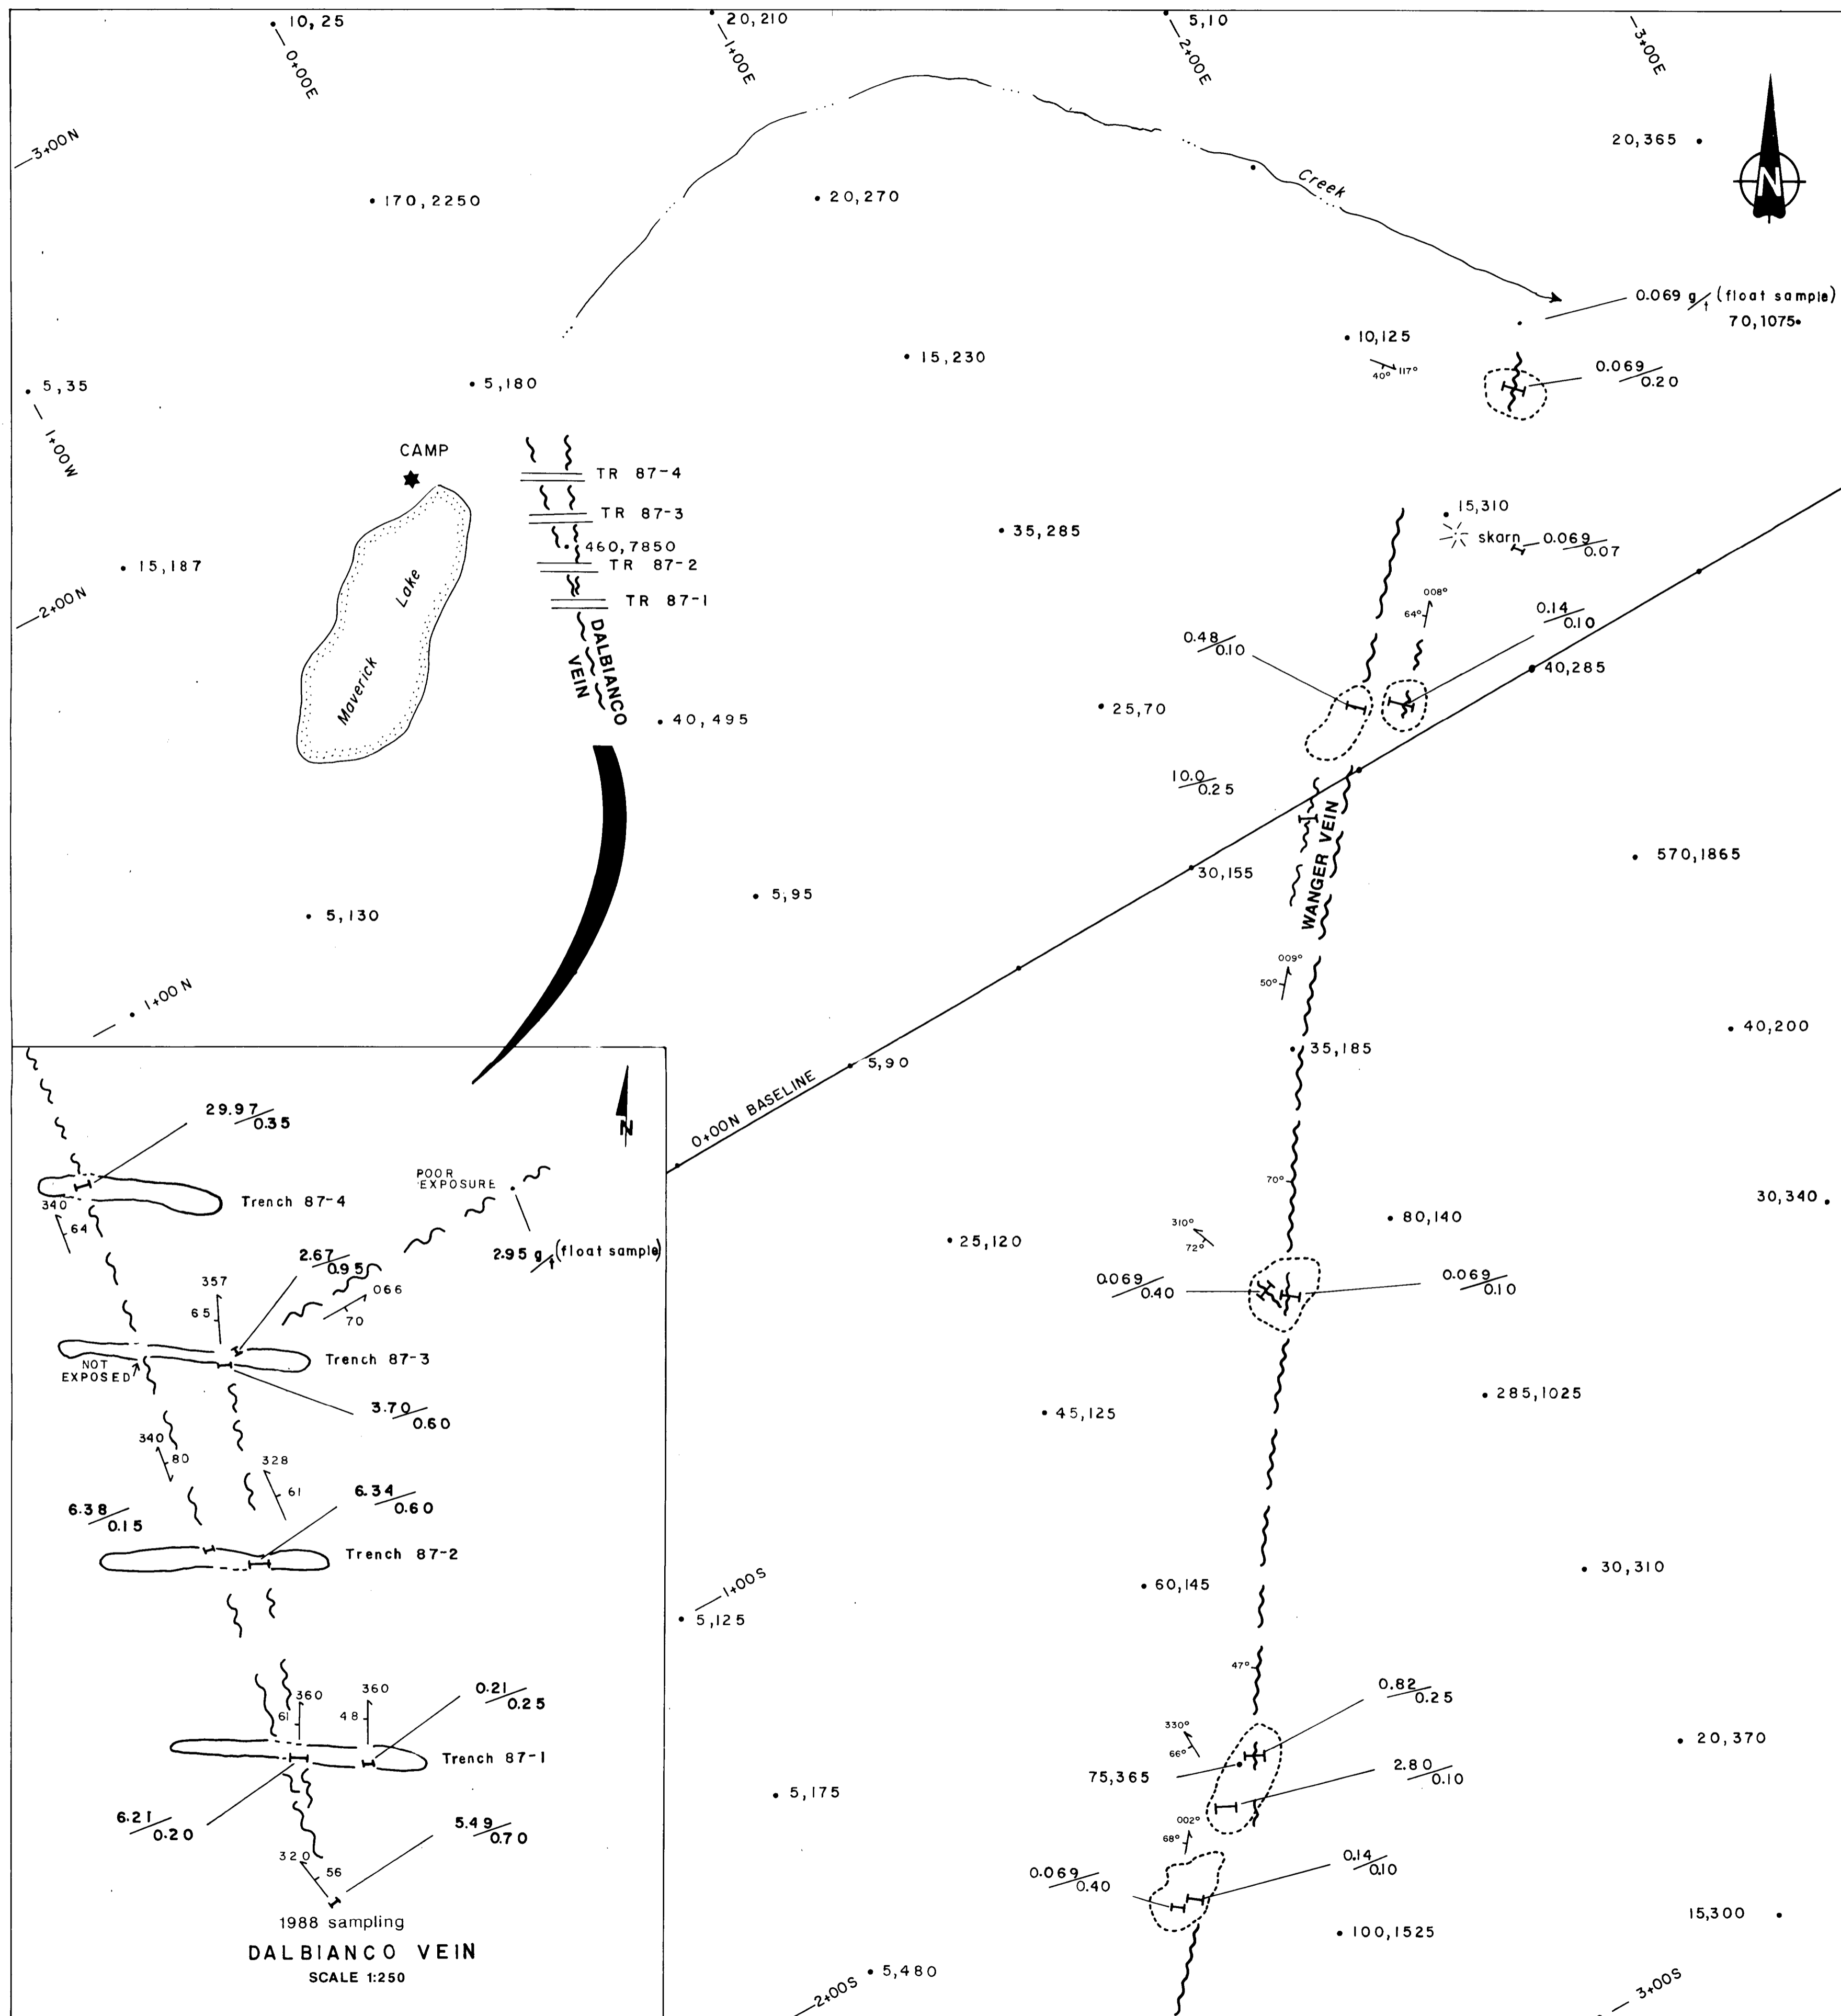 10, 25
20, 210
5, 10
0+00E
1+00E
2+00E
3+00E
3+00N
20, 365
N
170, 2250
20, 270
Creek
0.069 g/t (float sample)
70, 1075
10, 125
40° 117°
15, 230
0.069/0.20
5, 35
5, 180
1+00W
CAMP
TR 87-4
TR 87-3
460, 7850
TR 87-2
TR 87-1
35, 285
15, 310
skarn
0.069/0.07
15, 187
Lake
Maverick
2+00N
008°
64°
0.14/0.10
0.48/0.10
40, 285
DALBIANCO
VEIN
40, 495
25, 70
10.0/0.25
WANGER VEIN
570, 1865
30, 155
5, 95
5, 130
009°
50°
1+00N
40, 200
35, 185
5, 90
0+00N BASELINE
70°
30, 340
80, 140
310°
72°
25, 120
0.069/0.40
0.069/0.10
285, 1025
45, 125
30, 310
60, 145
1+00S
5, 125
47°
0.82/0.25
330°
66°
20, 370
75, 365
2.80/0.10
5, 175
002°
68°
0.14/0.10
0.069/0.40
15, 300
100, 1525
5, 480
2+00S
3+00S
29.97/0.35
N
POOR
EXPOSURE
Trench 87-4
340
64
2.95 g/t (float sample)
2.67/0.95
357
65
066
70
Trench 87-3
NOT
EXPOSED
3.70/0.60
340
80
328
61
6.34/0.60
6.38/0.15
Trench 87-2
0.21/0.25
360
61
360
48
Trench 87-1
6.21/0.20
5.49/0.70
320
56
1988 sampling
DALBIANCO VEIN
SCALE 1:250